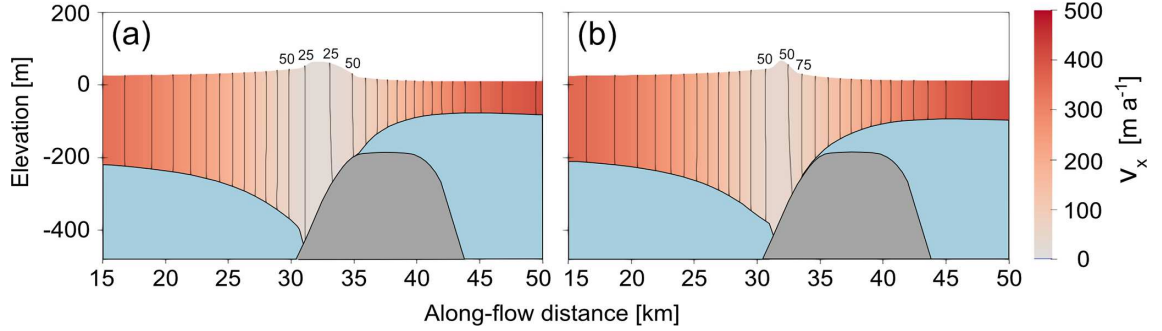 (a)
(b)
Elevation [m]
200
0
-200
-400
50 25 25 50
50 50 75
15 20 25 30 35 40 45 50
15 20 25 30 35 40 45 50
Along-flow distance [km]
500
400
300
200
100
0
v_x [m a⁻¹]